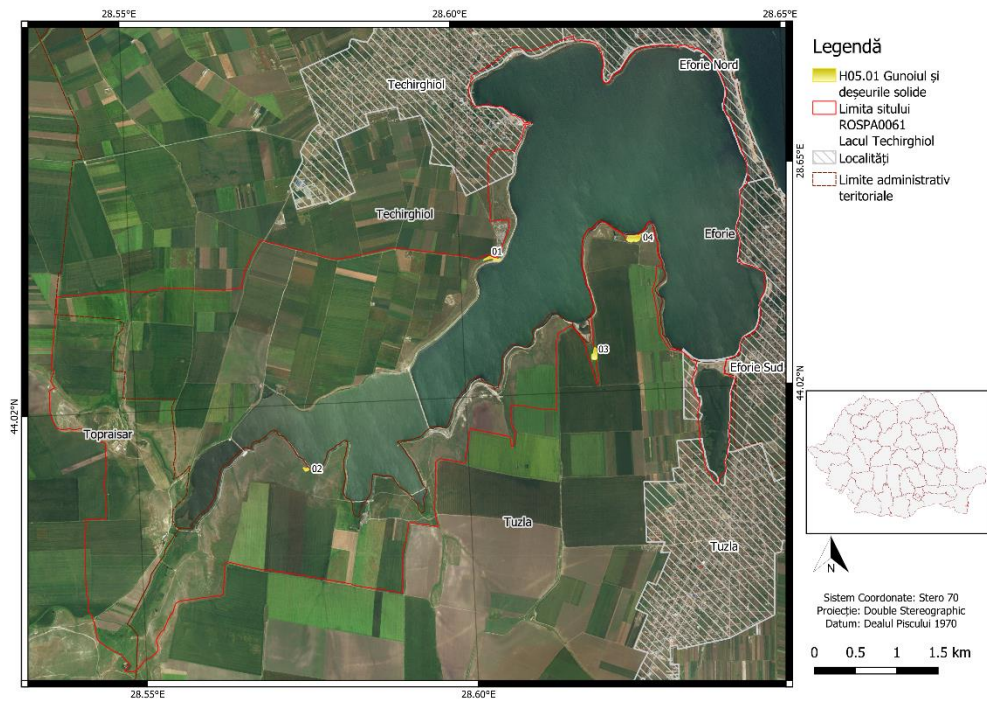 28.55°E
28.60°E
28.65°E
Techirghiol
Eforie Nord
28.65°E
Techirghiol
Eforie
04
01
03
Eforie Sud
44.02°N
44.02°N
Topraisar
02
Tuzla
Tuzla
28.55°E
28.60°E
Legendă
H05.01 Gunoiul și
deșeurile solide
Limita sitului
ROSPA0061
Lacul Techirghiol
Localități
Limite administrativ
teritoriale
N
Sistem Coordonate: Stero 70
Proiecție: Double Stereographic
Datum: Dealul Piscului 1970
0 0.5 1 1.5 km